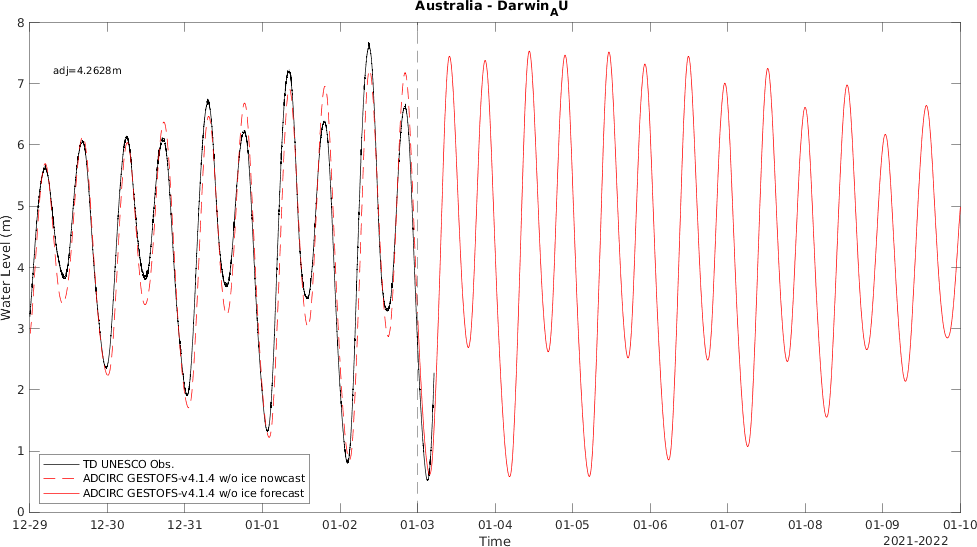 Australia - Darwin_AU
8
adj=4.2628m
7
6
5
Water Level (m)
4
3
2
1
TD UNESCO Obs.
ADCIRC GESTOFS-v4.1.4 w/o ice nowcast
ADCIRC GESTOFS-v4.1.4 w/o ice forecast
0
12-29 12-30 12-31 01-01 01-02 01-03 01-04 01-05 01-06 01-07 01-08 01-09 01-10
Time
2021-2022